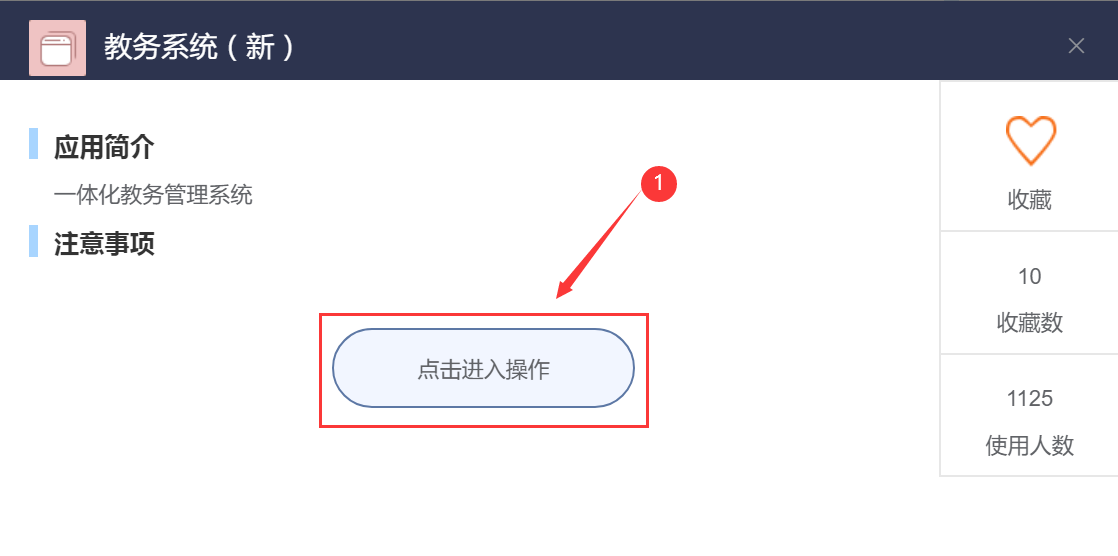 教务系统（新）
应用简介
一体化教务管理系统
注意事项
1
点击进入操作
收藏
10
收藏数
1125
使用人数